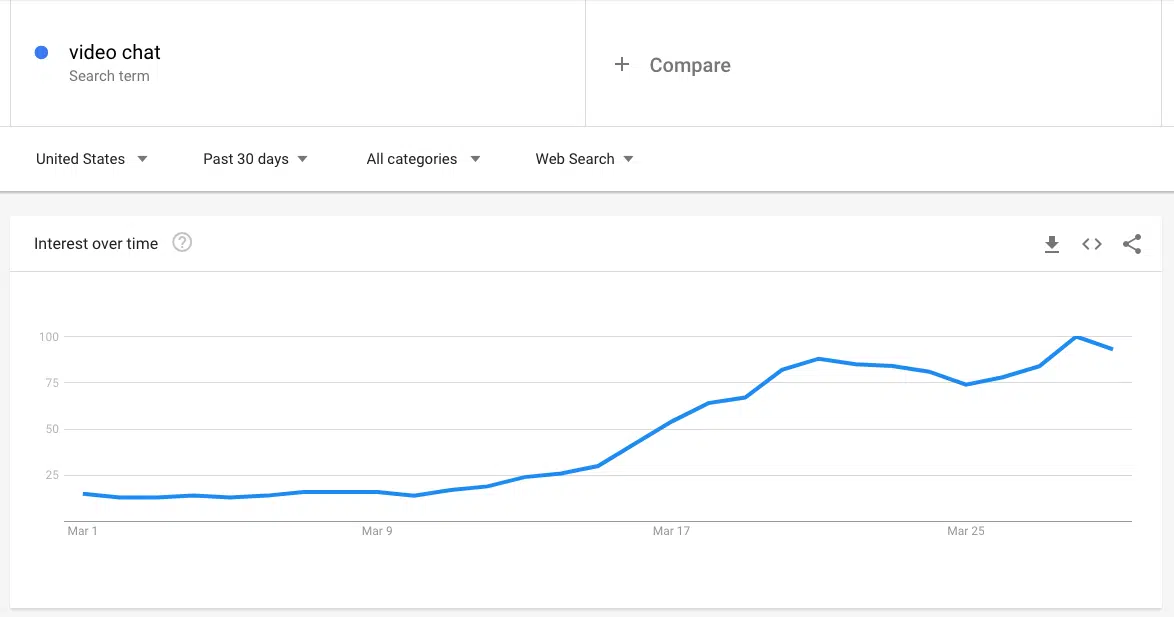 video chat
Search term
+ Compare
United States
Past 30 days
All categories
Web Search
Interest over time
?
100
75
50
25
Mar 1
Mar 9
Mar 17
Mar 25